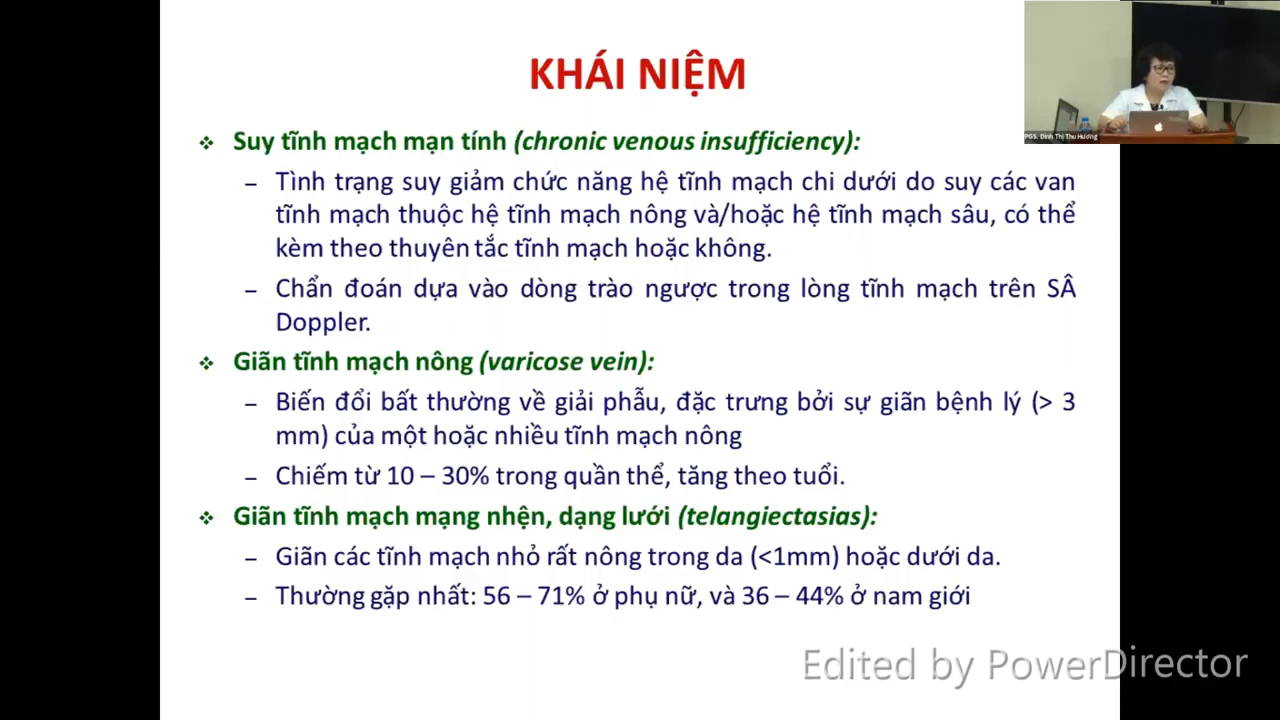 KHÁI NIỆM
PGS. Đinh Thị Thu Hương
❖ Suy tĩnh mạch mạn tính (chronic venous insufficiency):
– Tình trạng suy giảm chức năng hệ tĩnh mạch chi dưới do suy các van
tĩnh mạch thuộc hệ tĩnh mạch nông và/hoặc hệ tĩnh mạch sâu, có thể
kèm theo thuyên tắc tĩnh mạch hoặc không.
– Chẩn đoán dựa vào dòng trào ngược trong lòng tĩnh mạch trên SÂ
Doppler.
❖ Giãn tĩnh mạch nông (varicose vein):
– Biến đổi bất thường về giải phẫu, đặc trưng bởi sự giãn bệnh lý (> 3
mm) của một hoặc nhiều tĩnh mạch nông
– Chiếm từ 10 – 30% trong quần thể, tăng theo tuổi.
❖ Giãn tĩnh mạch mạng nhện, dạng lưới (telangiectasias):
– Giãn các tĩnh mạch nhỏ rất nông trong da (<1mm) hoặc dưới da.
– Thường gặp nhất: 56 – 71% ở phụ nữ, và 36 – 44% ở nam giới
Edited by PowerDirector